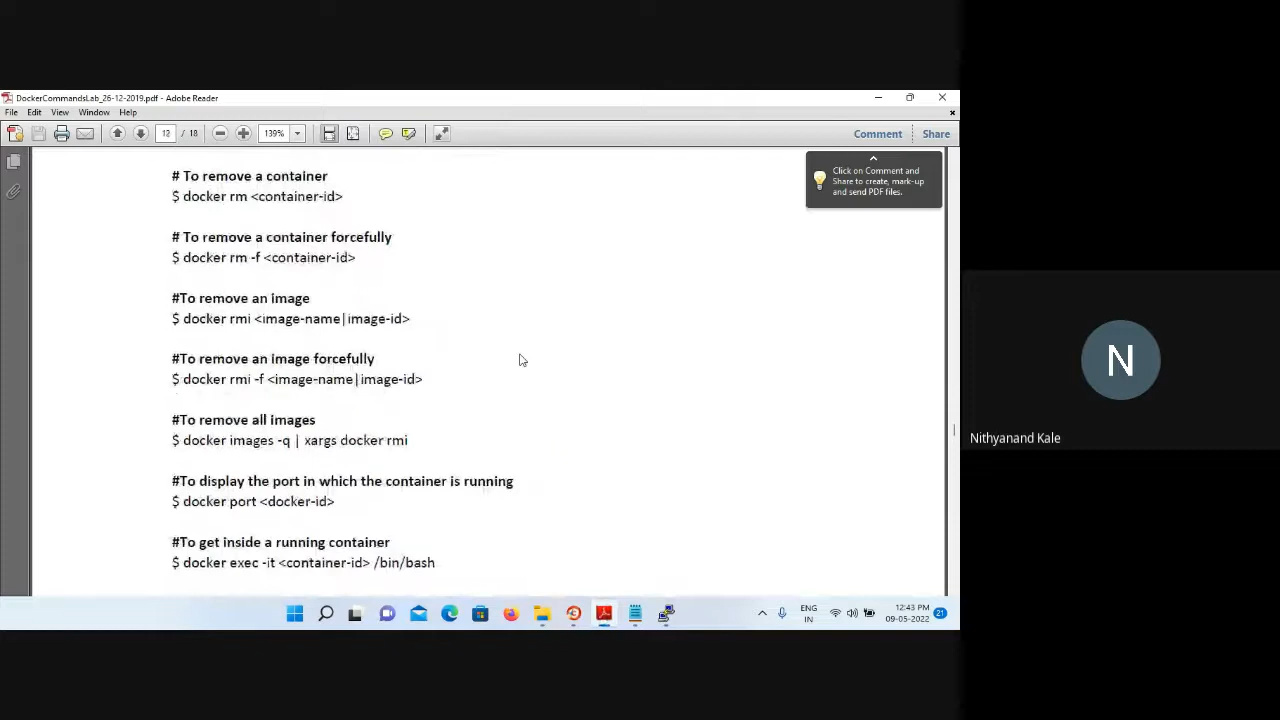 DockerCommandsLab_26-12-2019.pdf - Adobe Reader
File Edit View Window Help
12 / 18 139% Comment Share
Click on Comment and
Share to create, mark-up
and send PDF files.
# To remove a container
$ docker rm <container-id>
# To remove a container forcefully
$ docker rm -f <container-id>
#To remove an image
$ docker rmi <image-name|image-id>
#To remove an image forcefully
$ docker rmi -f <image-name|image-id>
#To remove all images
$ docker images -q | xargs docker rmi
#To display the port in which the container is running
$ docker port <docker-id>
#To get inside a running container
$ docker exec -it <container-id> /bin/bash
N
Nithyanand Kale
ENG
IN
12:43 PM
09-05-2022
21